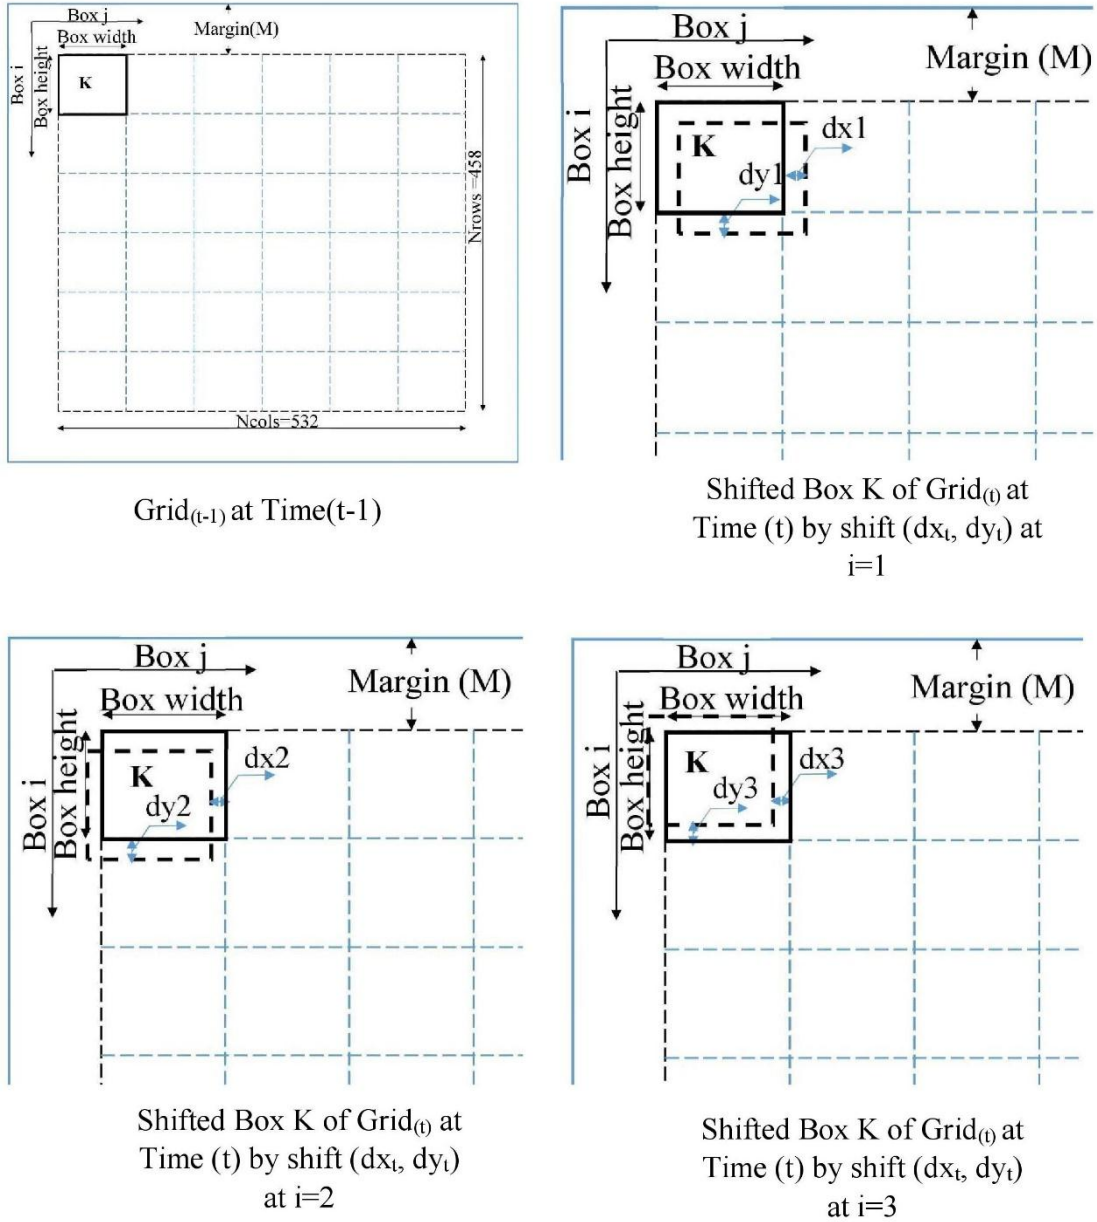 Box j
Margin(M)
Box width
Box i
Box height
K
Nrows =458
Ncols=532
Grid(t-1) at Time(t-1)
Box j
Margin (M)
Box width
Box i
Box height
K
dx1
dy1
Shifted Box K of Grid(t) at
Time (t) by shift (dxt, dyt) at
i=1
Box j
Margin (M)
Box width
Box i
Box height
K
dx2
dy2
Shifted Box K of Grid(t) at
Time (t) by shift (dxt, dyt)
at i=2
Box j
Margin (M)
Box width
Box i
Box height
K
dx3
dy3
Shifted Box K of Grid(t) at
Time (t) by shift (dxt, dyt)
at i=3